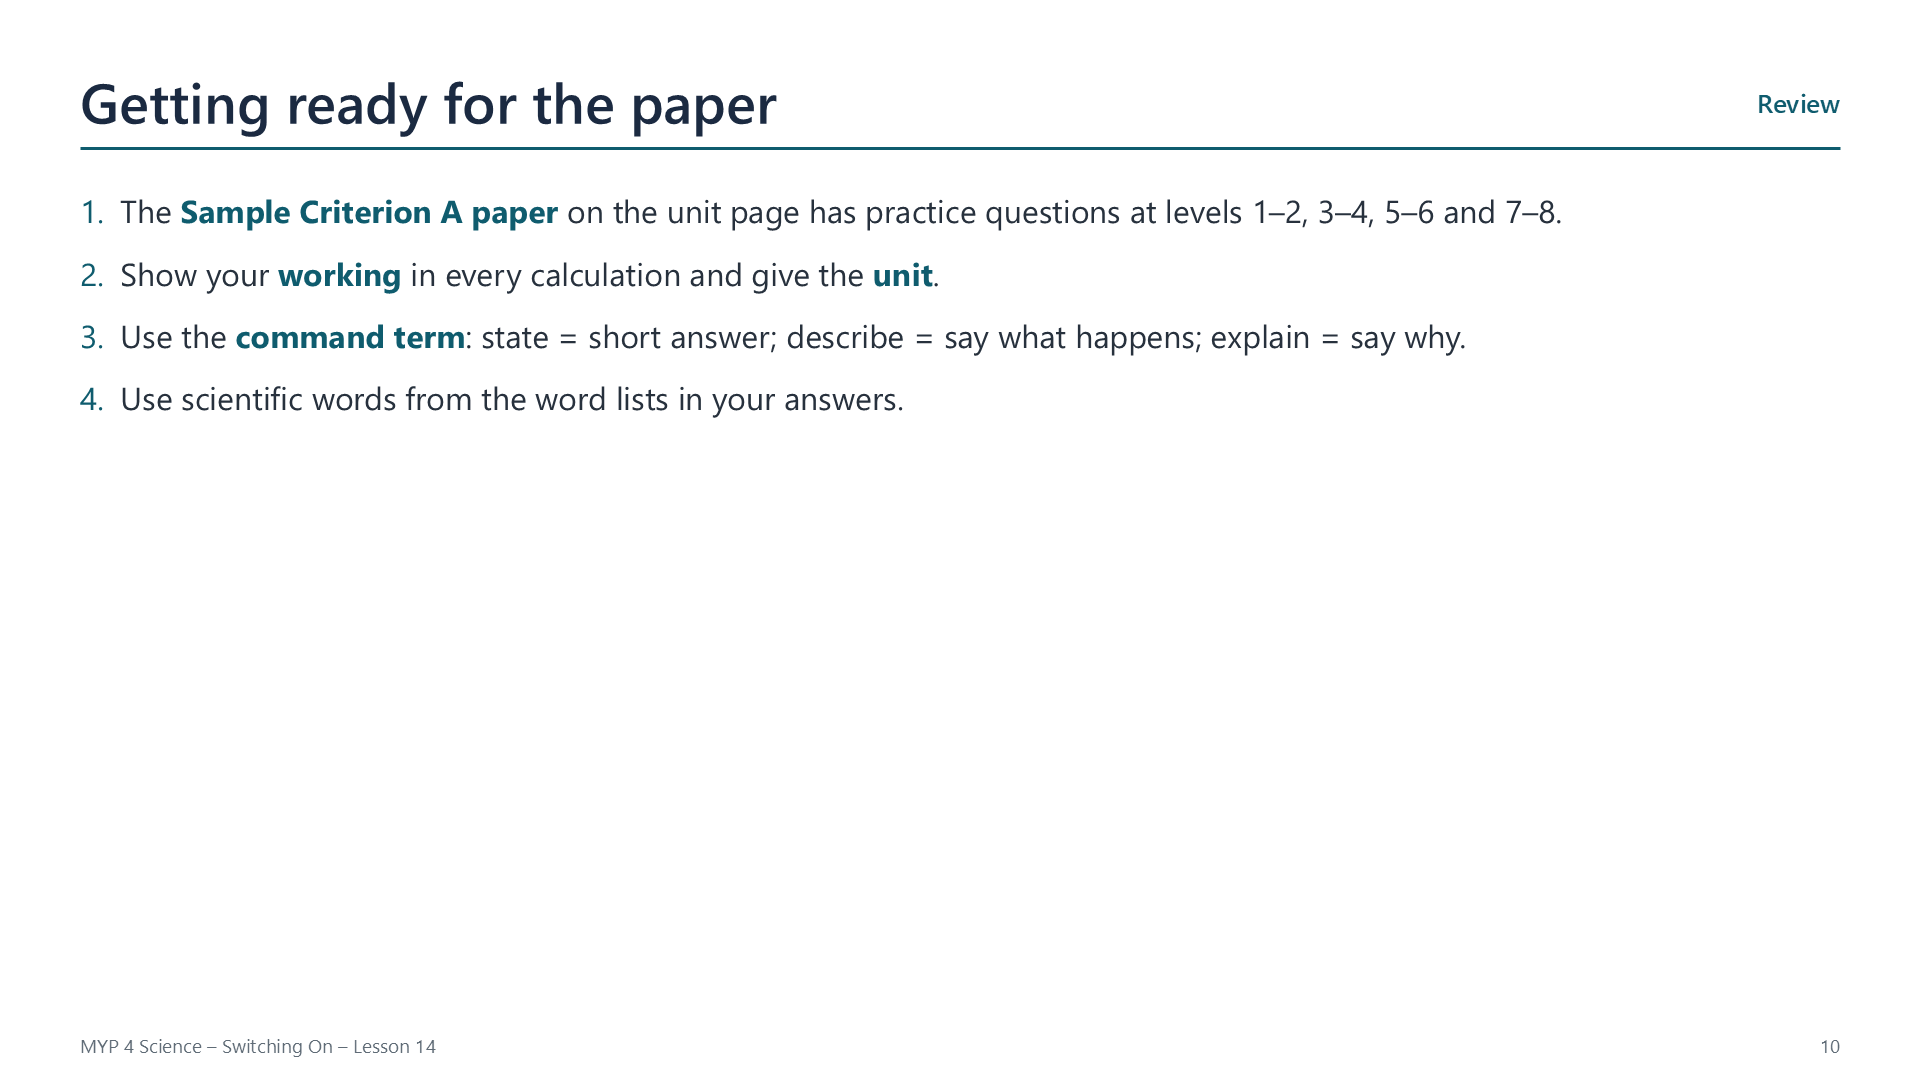 Getting ready for the paper
Review
1. The Sample Criterion A paper on the unit page has practice questions at levels 1–2, 3–4, 5–6 and 7–8.
2. Show your working in every calculation and give the unit.
3. Use the command term: state = short answer; describe = say what happens; explain = say why.
4. Use scientific words from the word lists in your answers.
MYP 4 Science – Switching On – Lesson 14
10